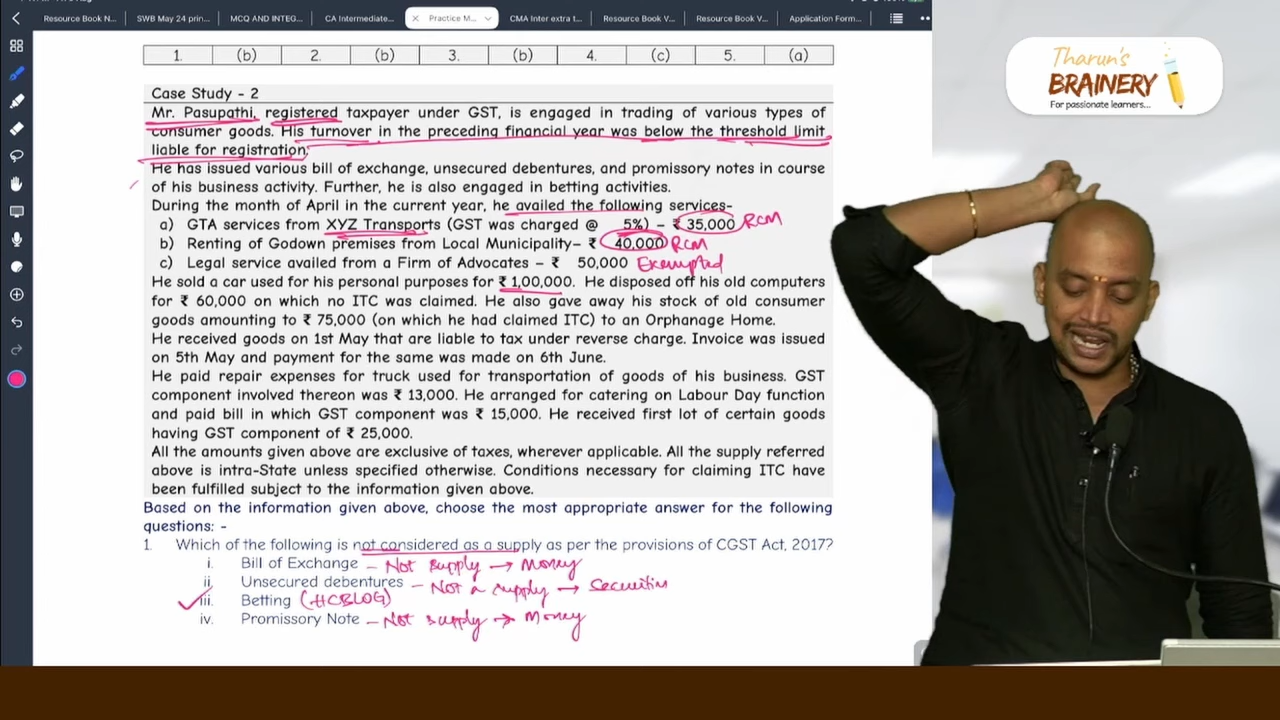 Resource Book N...
SWB May 24 prin...
MCQ AND INTEG...
CA Intermediate...
Practice M...
CMA Inter extra t...
Resource Book V...
Resource Book V...
Application Form...
Tharun's
BRAINERY
For passionate learners...
1. (b) 2. (b) 3. (b) 4. (c) 5. (a)
Case Study - 2
Mr. Pasupathi, registered taxpayer under GST, is engaged in trading of various types of
consumer goods. His turnover in the preceding financial year was below the threshold limit
liable for registration.
He has issued various bill of exchange, unsecured debentures, and promissory notes in course
of his business activity. Further, he is also engaged in betting activities.
During the month of April in the current year, he availed the following services-
a) GTA services from XYZ Transports (GST was charged @ 5%) – ₹ 35,000 RCM
b) Renting of Godown premises from Local Municipality– ₹ 40,000 RCM
c) Legal service availed from a Firm of Advocates – ₹ 50,000 Exempted
He sold a car used for his personal purposes for ₹ 1,00,000. He disposed off his old computers
for ₹ 60,000 on which no ITC was claimed. He also gave away his stock of old consumer
goods amounting to ₹ 75,000 (on which he had claimed ITC) to an Orphanage Home.
He received goods on 1st May that are liable to tax under reverse charge. Invoice was issued
on 5th May and payment for the same was made on 6th June.
He paid repair expenses for truck used for transportation of goods of his business. GST
component involved thereon was ₹ 13,000. He arranged for catering on Labour Day function
and paid bill in which GST component was ₹ 15,000. He received first lot of certain goods
having GST component of ₹ 25,000.
All the amounts given above are exclusive of taxes, wherever applicable. All the supply referred
above is intra-State unless specified otherwise. Conditions necessary for claiming ITC have
been fulfilled subject to the information given above.
Based on the information given above, choose the most appropriate answer for the following
questions: -
1. Which of the following is not considered as a supply as per the provisions of CGST Act, 2017?
i. Bill of Exchange – Not supply → Money
ii. Unsecured debentures – Not a supply → Securities
iii. Betting (HCBLOG)
iv. Promissory Note – Not supply → Money